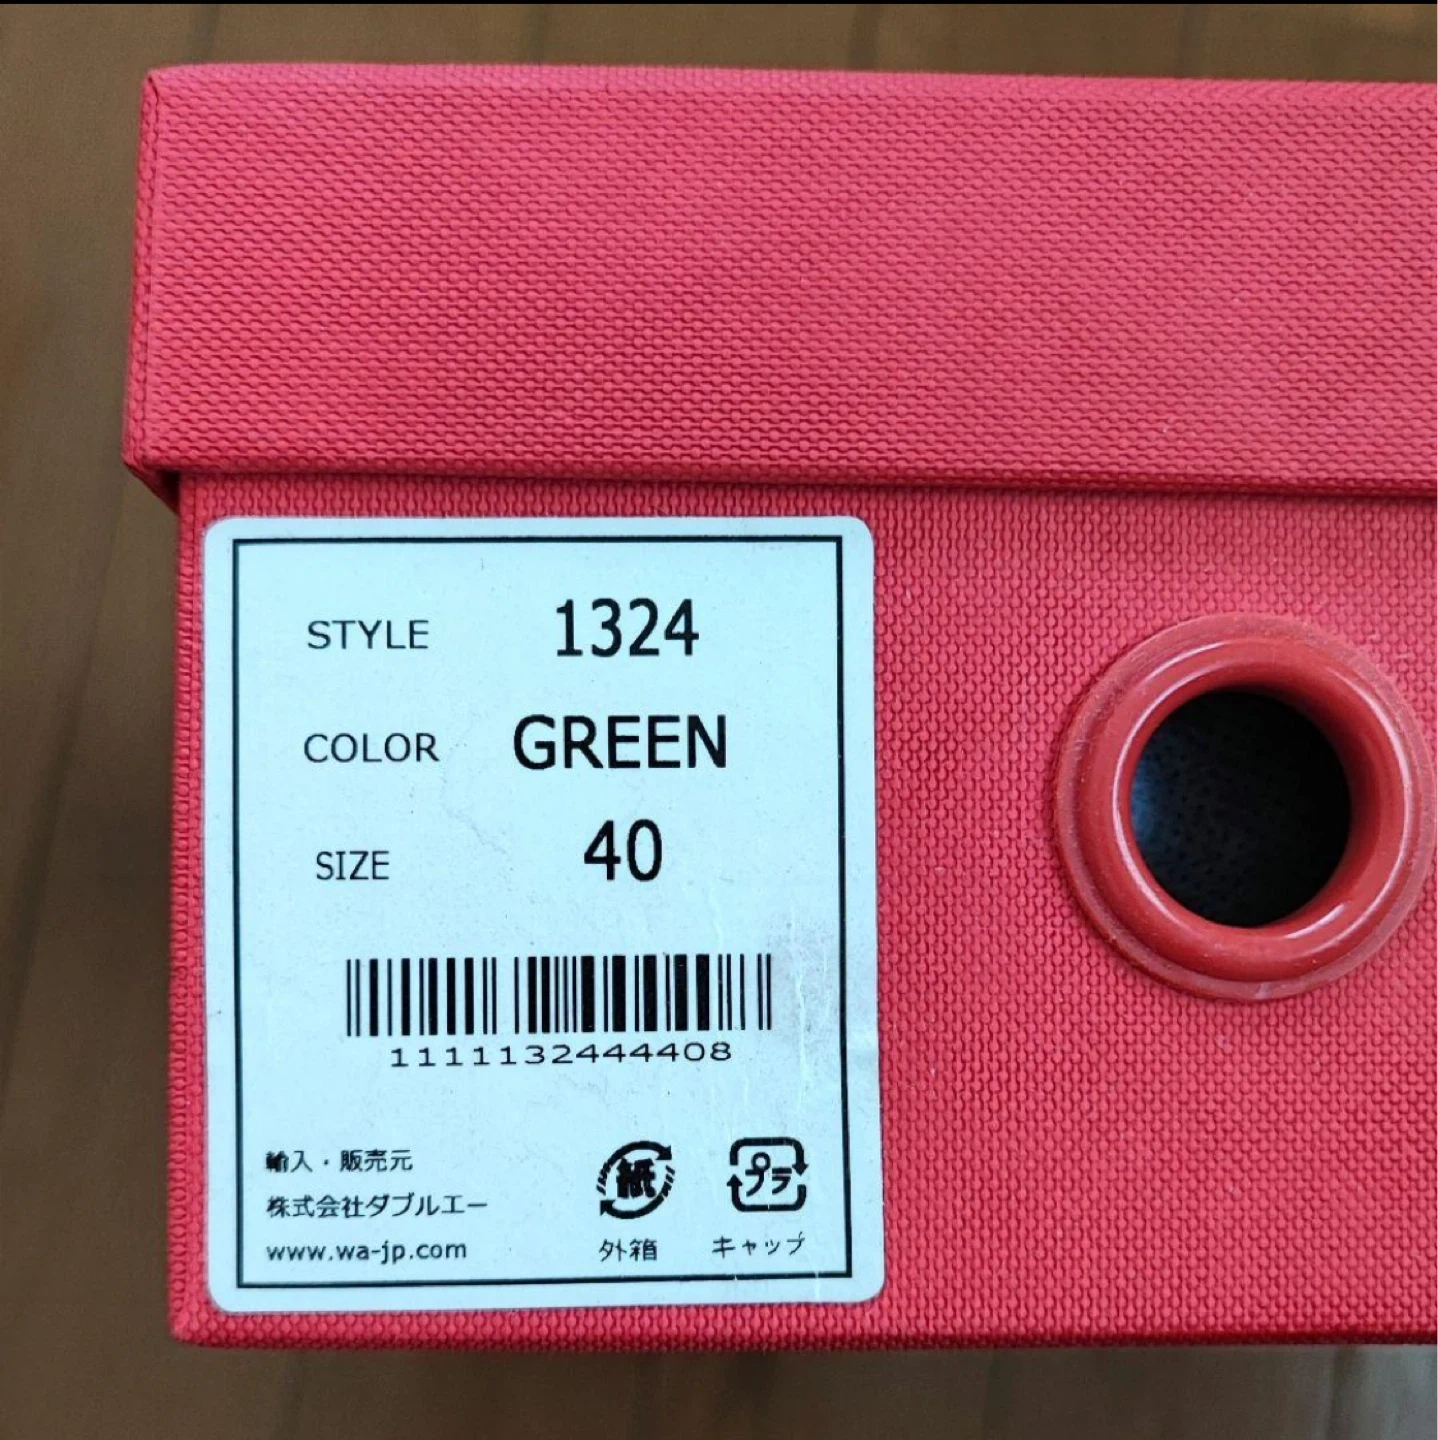 STYLE 1324
COLOR GREEN
SIZE 40
1111132444408
輸入・販売元
株式会社ダブルエー
www.wa-jp.com
紙
外箱
プラ
キャップ